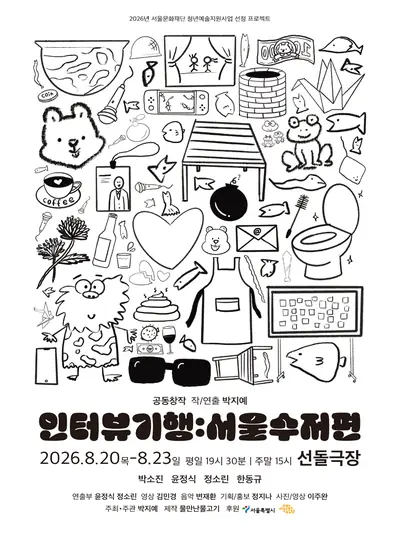 2026년 서울문화재단 청년예술지원사업 선정 프로젝트
COIN
coffee
공동창작 작/연출 박지예
인터뷰기행:서울수저편
2026.8.20목-8.23일 평일 19시 30분 | 주말 15시 선돌극장
박소진 윤정식 정소린 한동규
연출부 윤정식 정소린 영상 김민경 음악 변재환 기획/홍보 정지나 사진/영상 이주완
주최•주관 박지예 제작 물만난물고기 후원 서울특별시